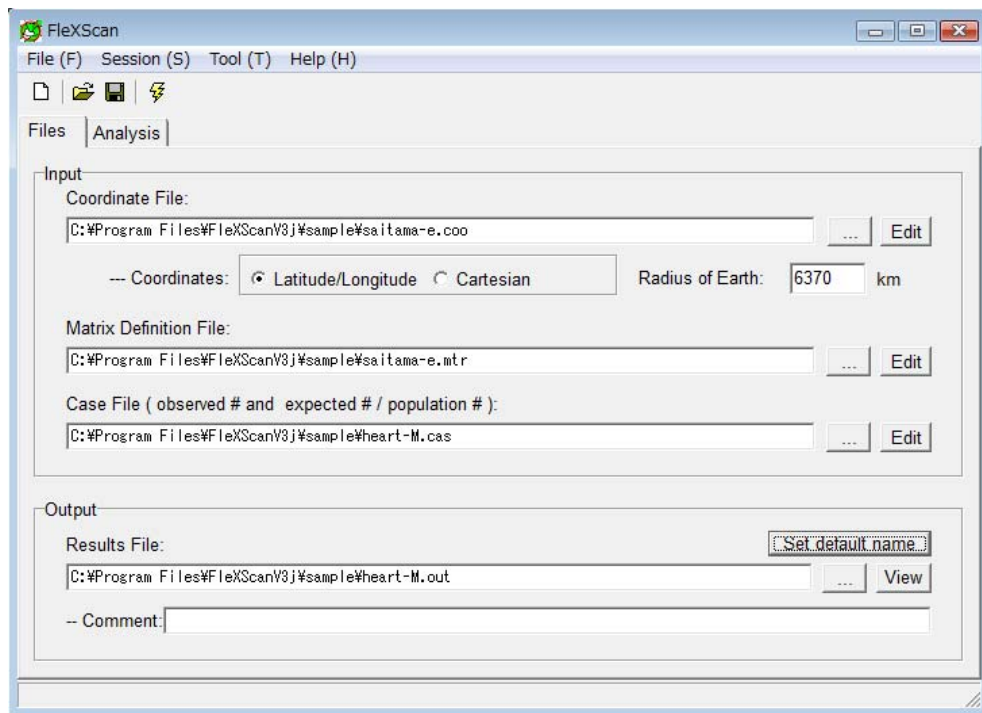 FleXScan
File (F) Session (S) Tool (T) Help (H)
Files Analysis
Input
Coordinate File:
C:¥Program Files¥FleXScanV3j¥sample¥saitama-e.coo ... Edit
--- Coordinates: Latitude/Longitude Cartesian Radius of Earth: 6370 km
Matrix Definition File:
C:¥Program Files¥FleXScanV3j¥sample¥saitama-e.mtr ... Edit
Case File ( observed # and expected # / population # ):
C:¥Program Files¥FleXScanV3j¥sample¥heart-M.cas ... Edit
Output
Results File: Set default name
C:¥Program Files¥FleXScanV3j¥sample¥heart-M.out ... View
-- Comment: